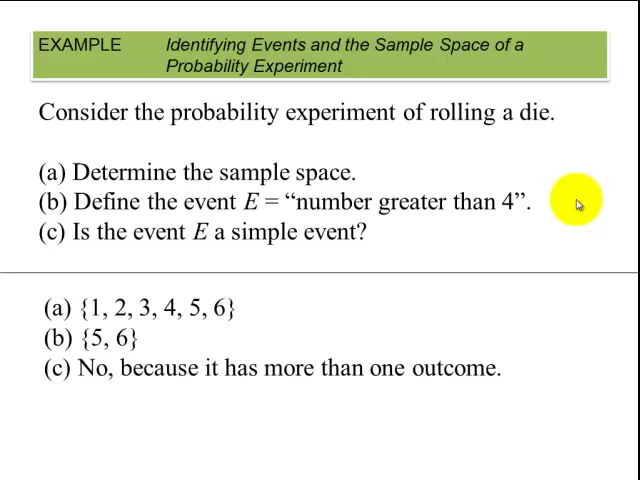 EXAMPLE Identifying Events and the Sample Space of a
Probability Experiment
Consider the probability experiment of rolling a die.
(a) Determine the sample space.
(b) Define the event E = “number greater than 4”.
(c) Is the event E a simple event?
(a) {1, 2, 3, 4, 5, 6}
(b) {5, 6}
(c) No, because it has more than one outcome.